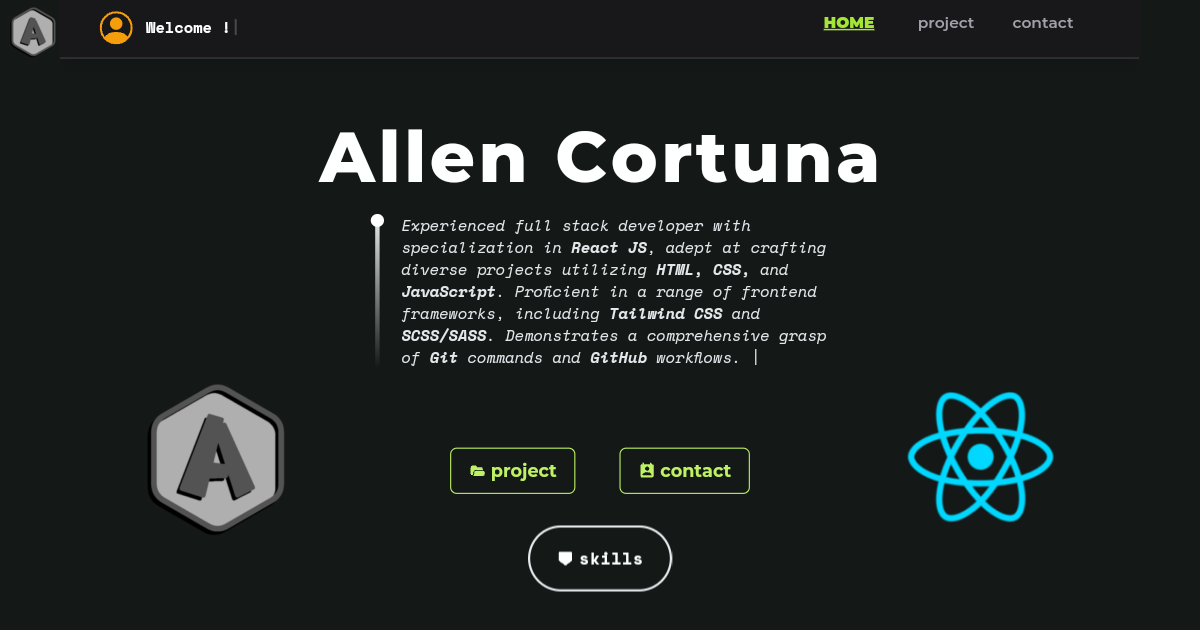 A
Welcome !
HOME
project
contact
Allen Cortuna
Experienced full stack developer with
specialization in React JS, adept at crafting
diverse projects utilizing HTML, CSS, and
JavaScript. Proficient in a range of frontend
frameworks, including Tailwind CSS and
SCSS/SASS. Demonstrates a comprehensive grasp
of Git commands and GitHub workflows.
A
project
contact
skills